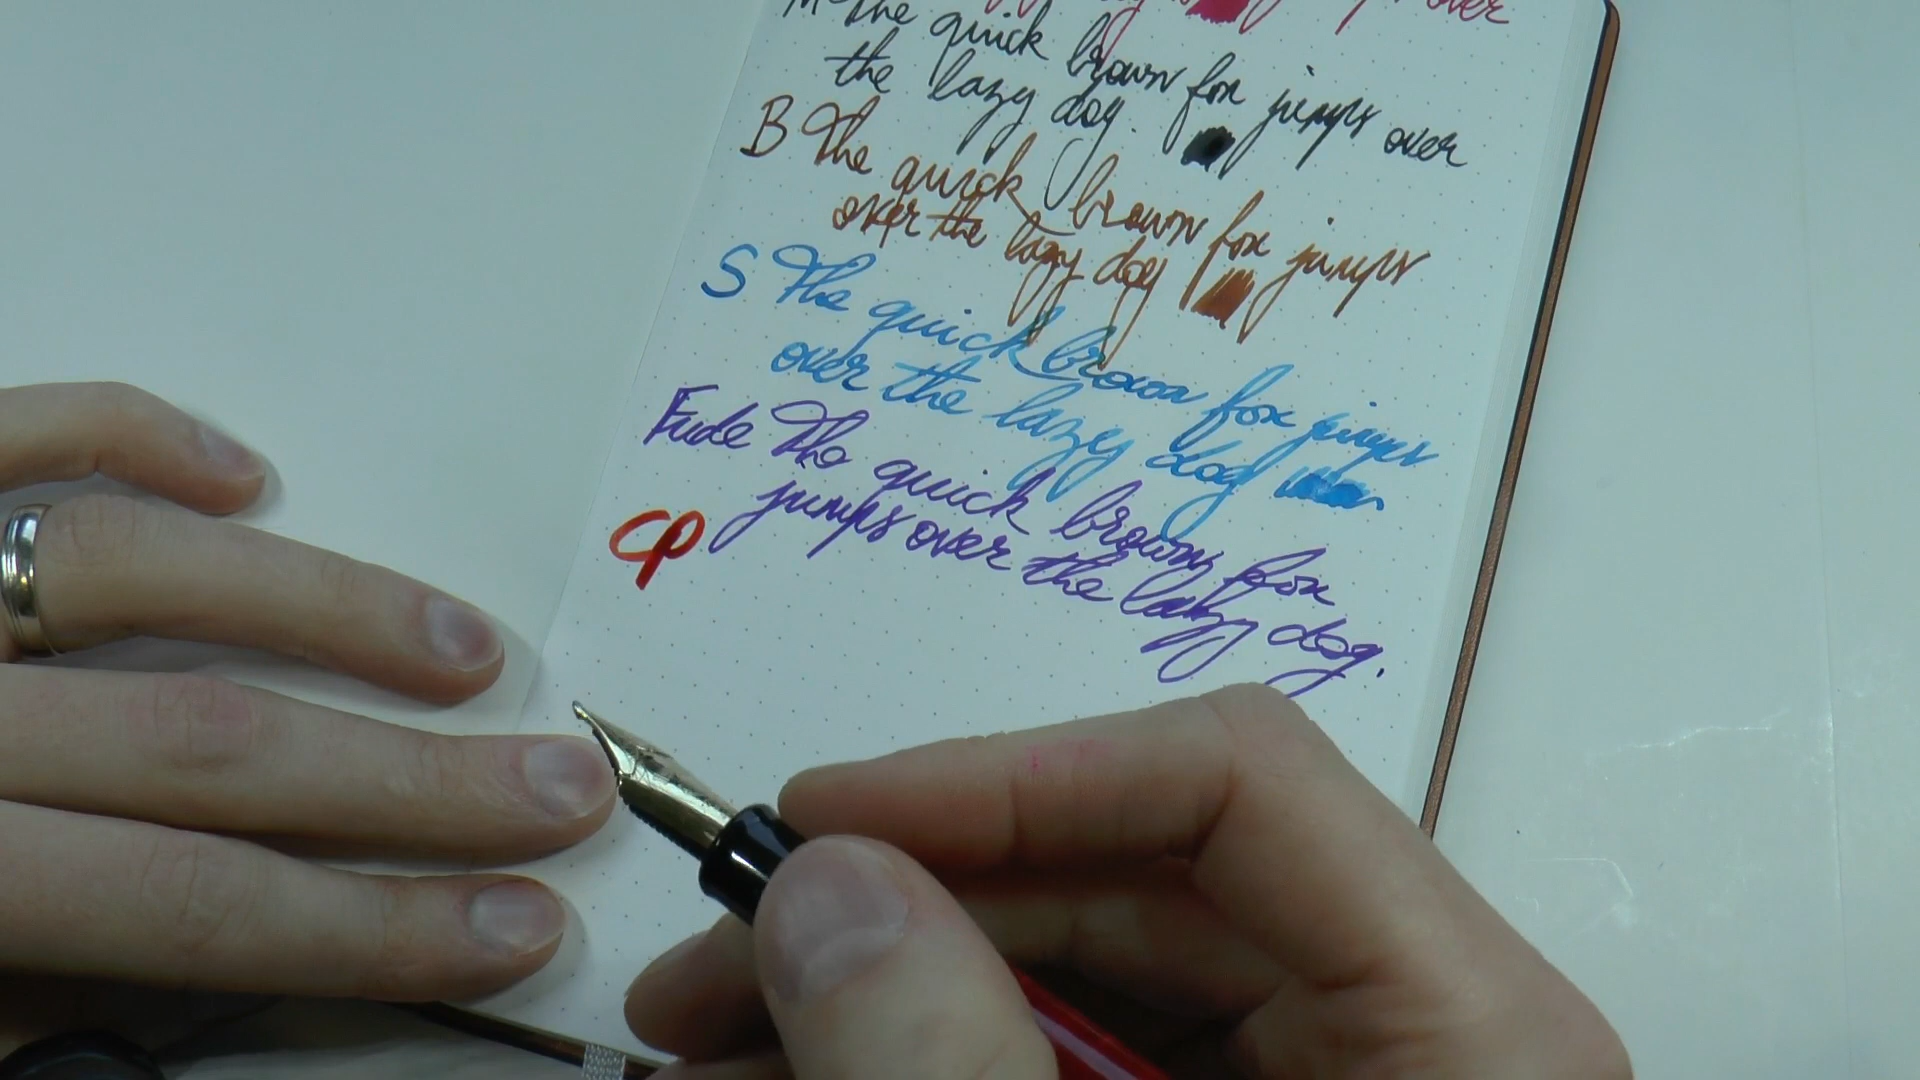 over
M The quick brown fox jumps over
the lazy dog.
B The quick brown fox jumps
over the lazy dog
S The quick brown fox jumps
over the lazy dog
Fude The quick brown fox
jumps over the lazy dog.
CP